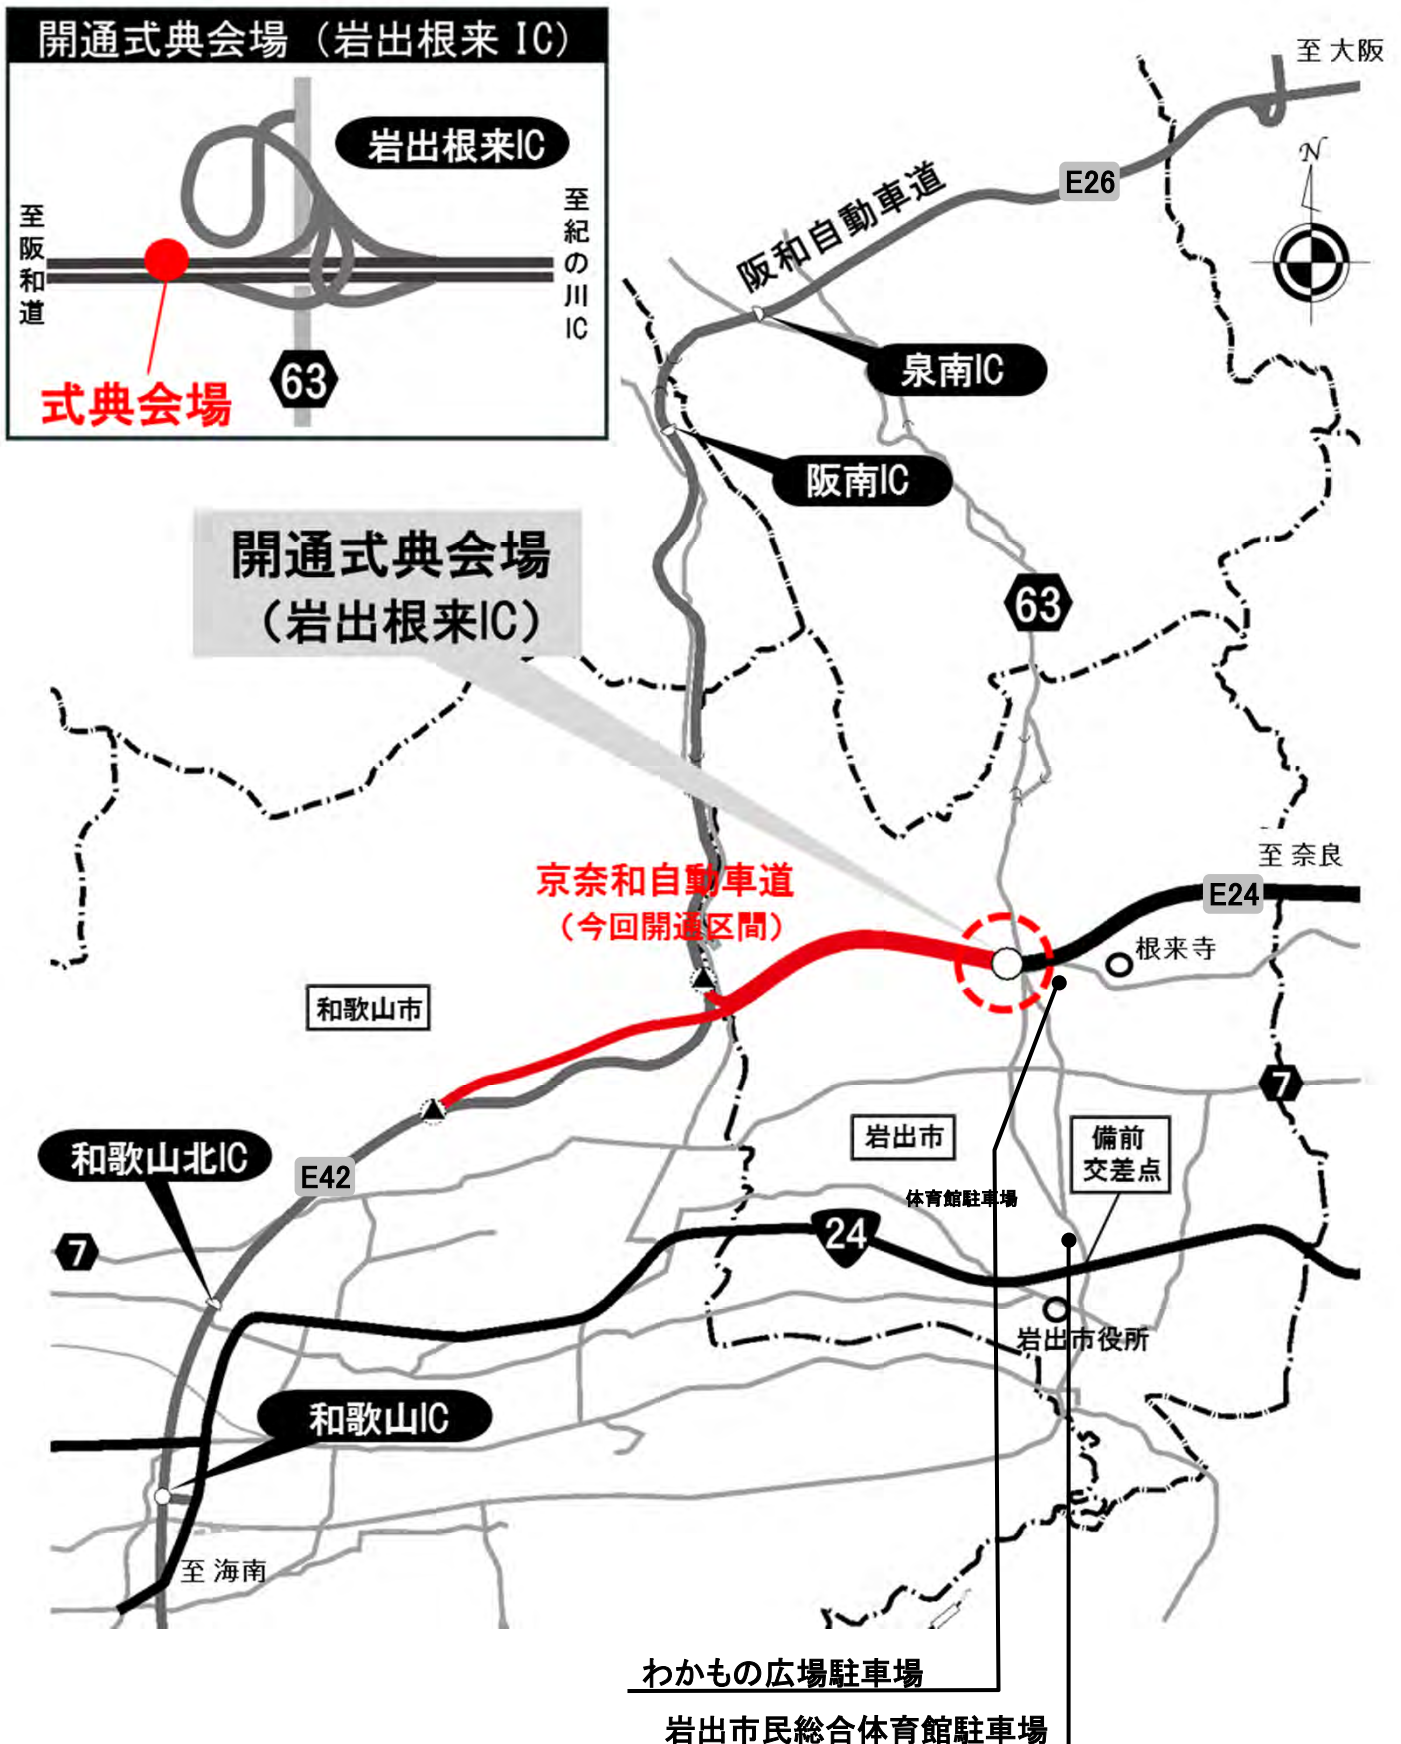 開通式典会場（岩出根来 IC）
岩出根来IC
至阪和道
至紀の川IC
式典会場
63
至 大阪
N
E26
阪和自動車道
泉南IC
阪南IC
開通式典会場
（岩出根来IC）
63
至 奈良
E24
京奈和自動車道
（今回開通区間）
根来寺
和歌山市
7
岩出市
備前
交差点
和歌山北IC
E42
体育館駐車場
7
24
岩出市役所
和歌山IC
至 海南
わかもの広場駐車場
岩出市民総合体育館駐車場